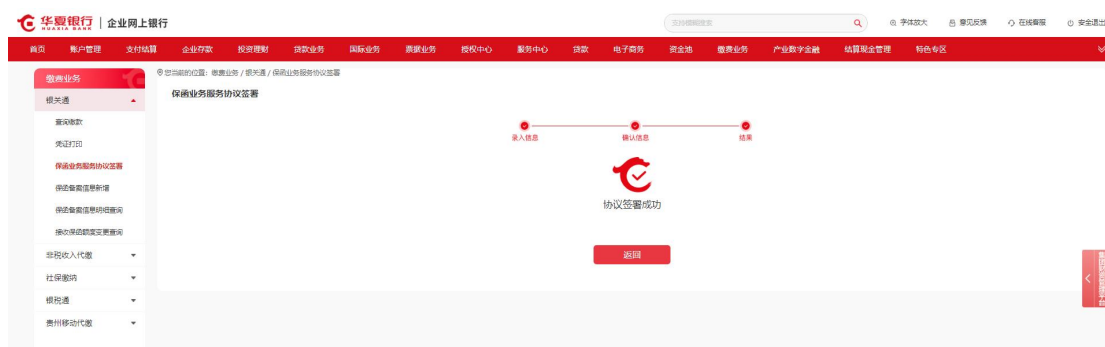 华夏银行 | 企业网上银行
HUAXIA BANK
字体放大 意见反馈 在线客服 安全退出
首页 账户管理 支付结算 企业存款 投资理财 贷款业务 国际业务 票据业务 授权中心 服务中心 贷款 电子商务 资金池 缴费业务 产业数字金融 结算现金管理 特色专区
您当前的位置: 缴费业务 / 银关通 / 保函业务服务协议签署
缴费业务
银关通
查询缴款
凭证打印
保函业务服务协议签署
保函备案信息新增
保函备案信息明细查询
接收保函额度变更查询
非税收入代缴
社保缴纳
银税通
贵州移动代缴
保函业务服务协议签署
录入信息 确认信息 结果
协议签署成功
返回